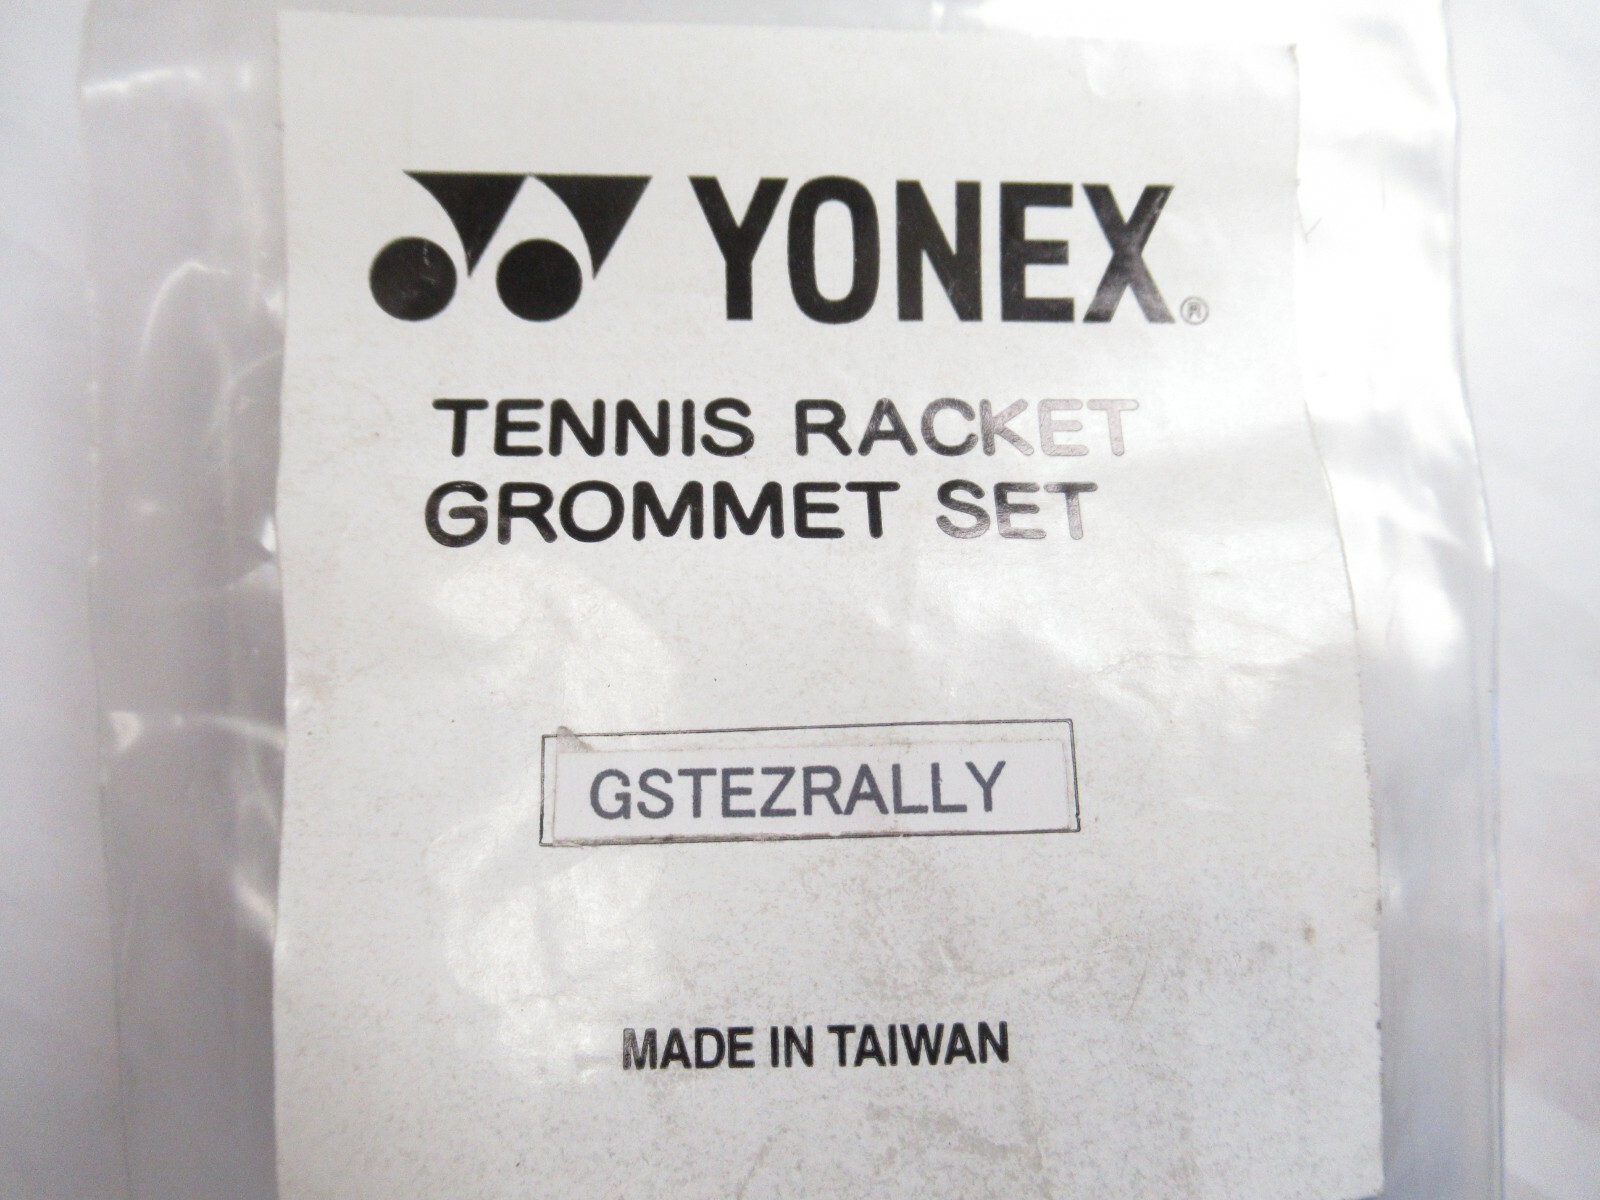 YONEX®
TENNIS RACKET
GROMMET SET
GSTEZRALLY
MADE IN TAIWAN